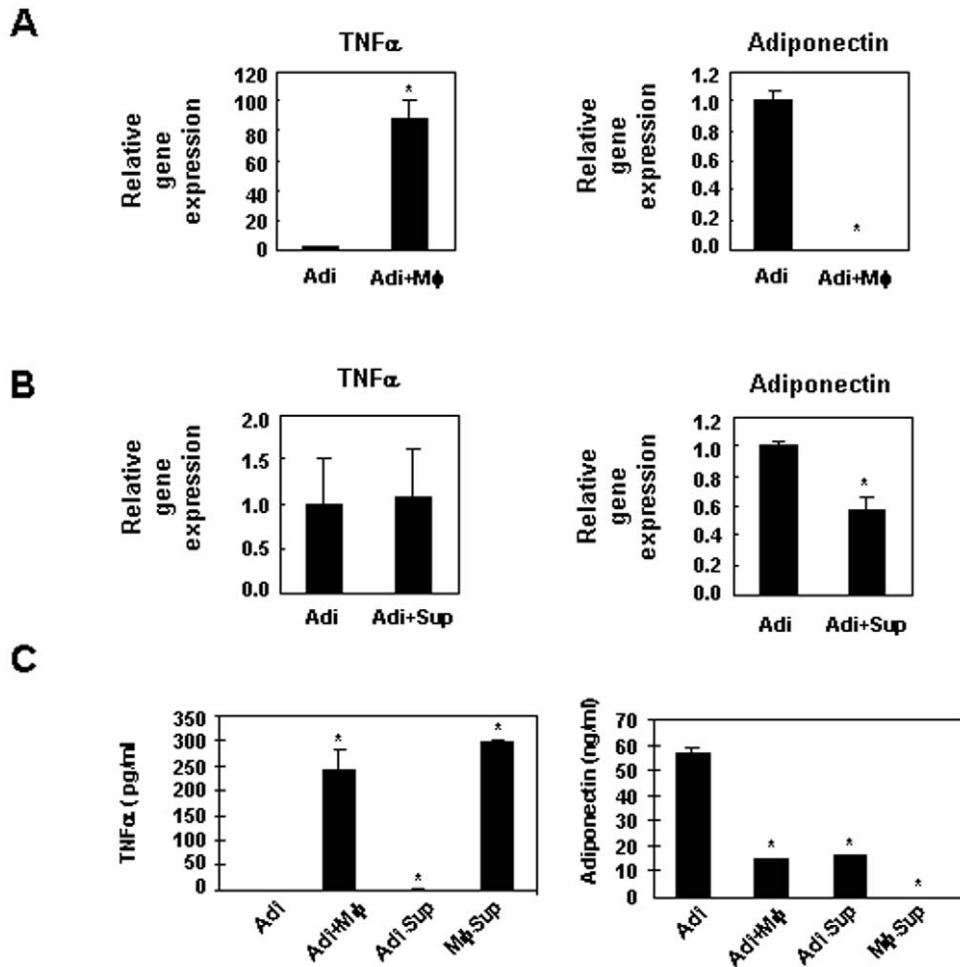 A
TNFα
Relative
gene
expression
120
100
80
60
40
20
0
*
Adi
Adi+Mϕ
Adiponectin
Relative
gene
expression
1.2
1.0
0.8
0.6
0.4
0.2
0.0
*
Adi
Adi+Mϕ
B
TNFα
Relative
gene
expression
2.0
1.5
1.0
0.5
0.0
Adi
Adi+Sup
Adiponectin
Relative
gene
expression
1.2
1.0
0.8
0.6
0.4
0.2
0.0
*
Adi
Adi+Sup
C
TNFα ( pg/ml
350
300
250
200
150
100
50
0
*
*
*
Adi
Adi+Mϕ
Adi Sup
Mϕ Sup
Adiponectin (ng/ml)
70
60
50
40
30
20
10
0
*
*
*
Adi
Adi+Mϕ
Adi Sup
Mϕ Sup